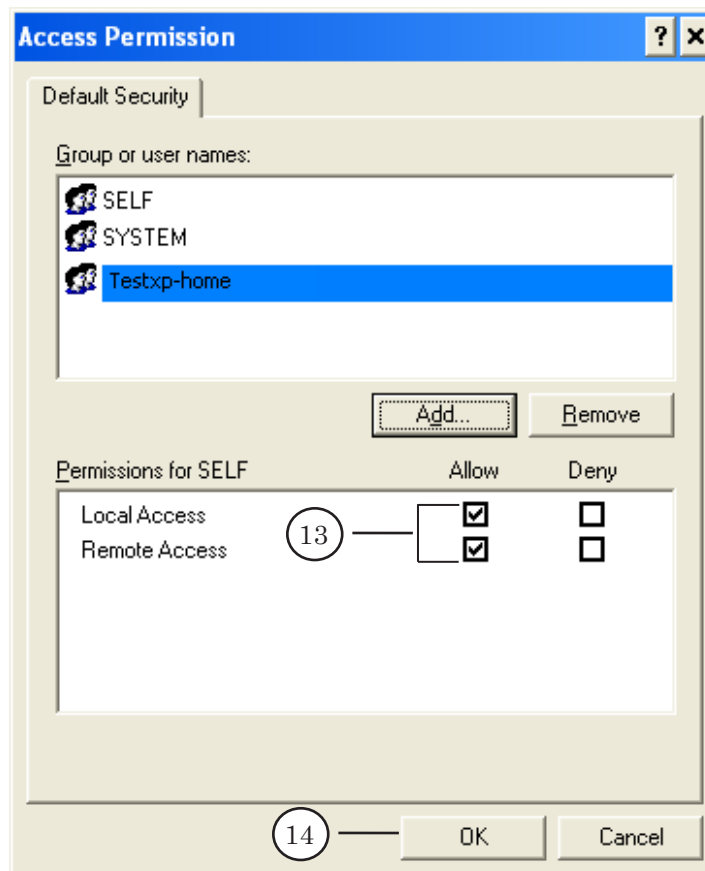 Access Permission ?
Default Security
Group or user names:
SELF
SYSTEM
Testxp-home
Add... Remove
Permissions for SELF Allow Deny
Local Access
Remote Access
13
14
OK Cancel